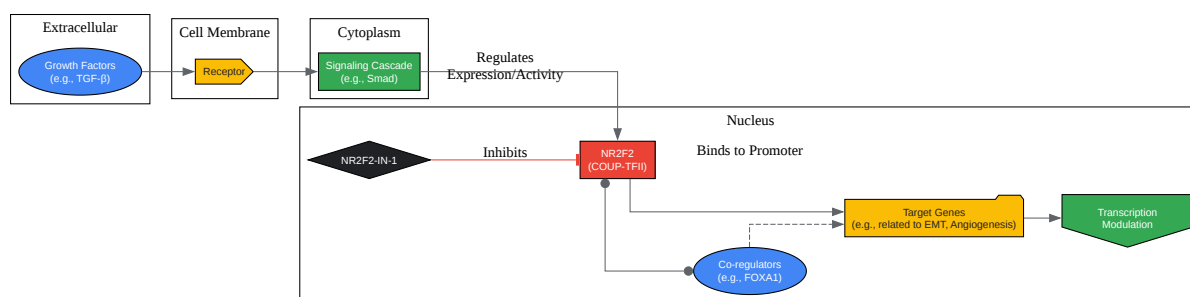 Extracellular
Cell Membrane
Cytoplasm
Growth Factors
(e.g., TGF-β)
Receptor
Signaling Cascade
(e.g., Smad)
Regulates
Expression/Activity
Nucleus
NR2F2-IN-1
Inhibits
NR2F2
(COUP-TFII)
Binds to Promoter
Target Genes
(e.g., related to EMT, Angiogenesis)
Transcription
Modulation
Co-regulators
(e.g., FOXA1)